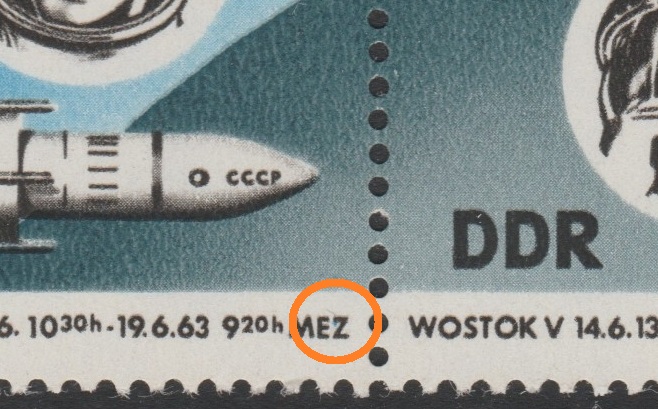 CCCP
DDR
6. 10 30h - 19.6.63 9 20h MEZ
WOSTOK V 14.6.13